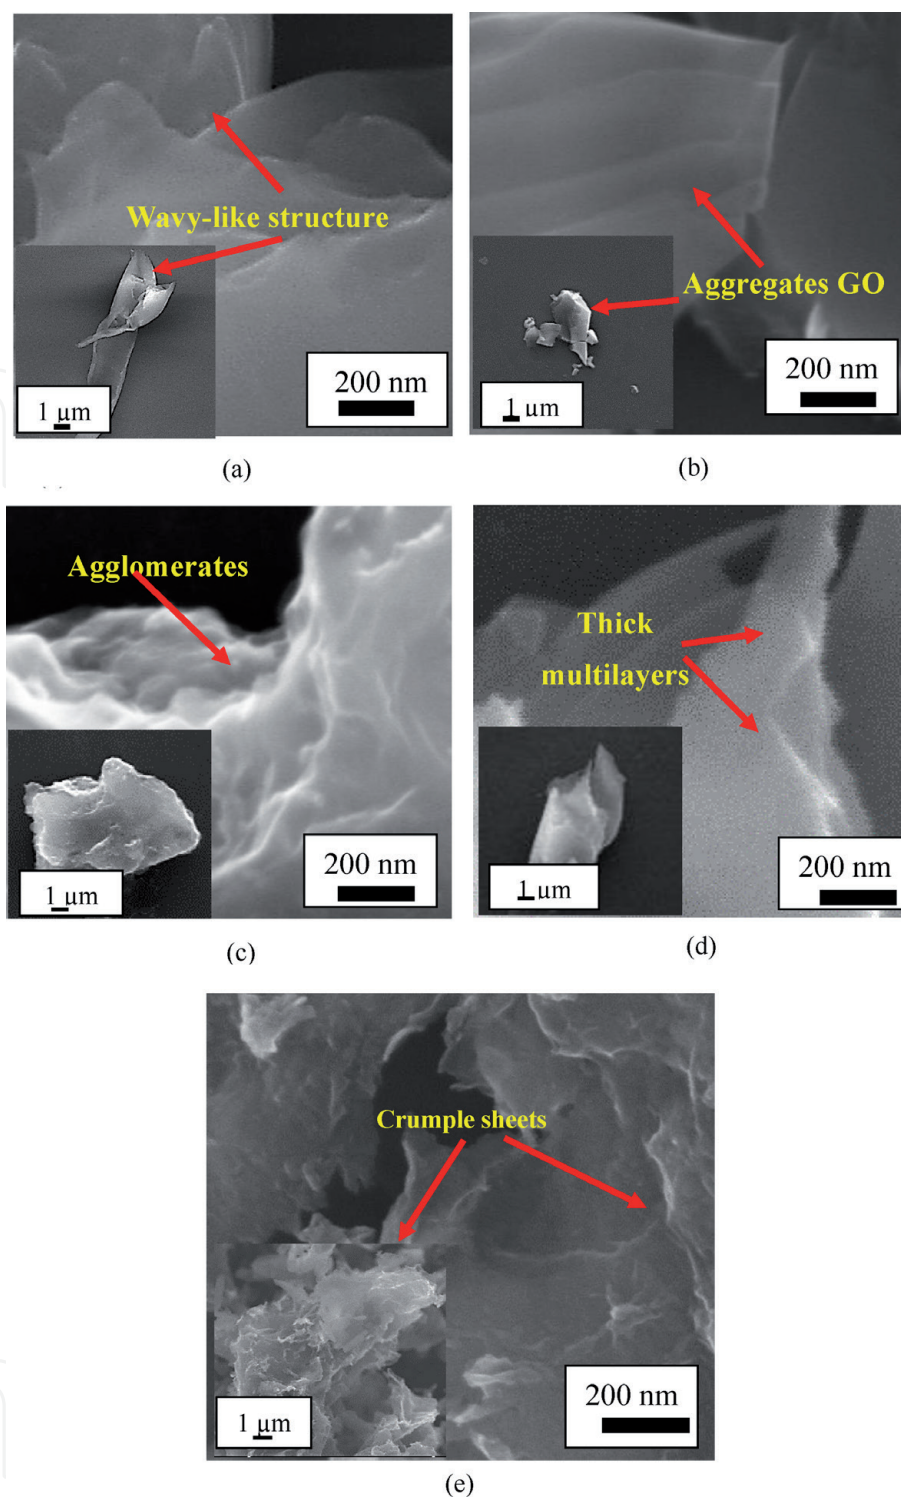 Wavy-like structure
1 µm
200 nm
(a)
Aggregates GO
1 µm
200 nm
(b)
Agglomerates
1 µm
200 nm
(c)
Thick
multilayers
1 µm
200 nm
(d)
Crumple sheets
1 µm
200 nm
(e)